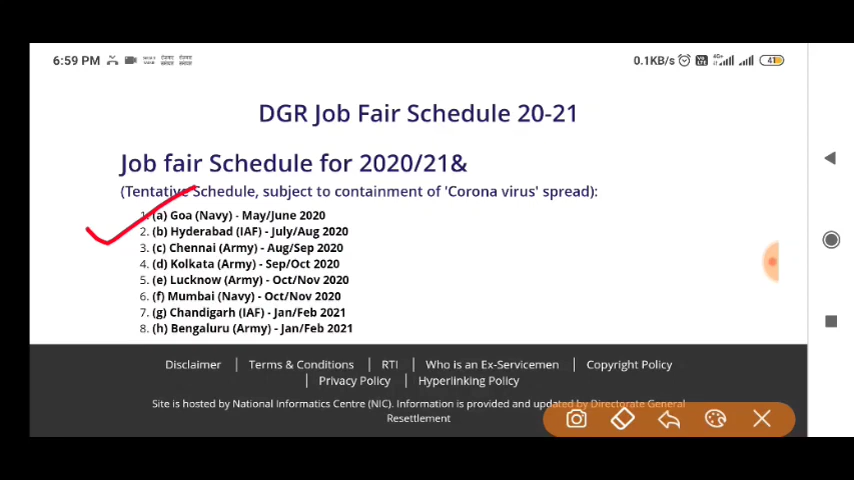 6:59 PM
0.1KB/s 4G+ 41
DGR Job Fair Schedule 20-21
Job fair Schedule for 2020/21&
(Tentative Schedule, subject to containment of 'Corona virus' spread):
1. (a) Goa (Navy) - May/June 2020
2. (b) Hyderabad (IAF) - July/Aug 2020
3. (c) Chennai (Army) - Aug/Sep 2020
4. (d) Kolkata (Army) - Sep/Oct 2020
5. (e) Lucknow (Army) - Oct/Nov 2020
6. (f) Mumbai (Navy) - Oct/Nov 2020
7. (g) Chandigarh (IAF) - Jan/Feb 2021
8. (h) Bengaluru (Army) - Jan/Feb 2021
Disclaimer | Terms & Conditions | RTI | Who is an Ex-Servicemen | Copyright Policy
| Privacy Policy | Hyperlinking Policy
Site is hosted by National Informatics Centre (NIC). Information is provided and updated by Directorate General
Resettlement